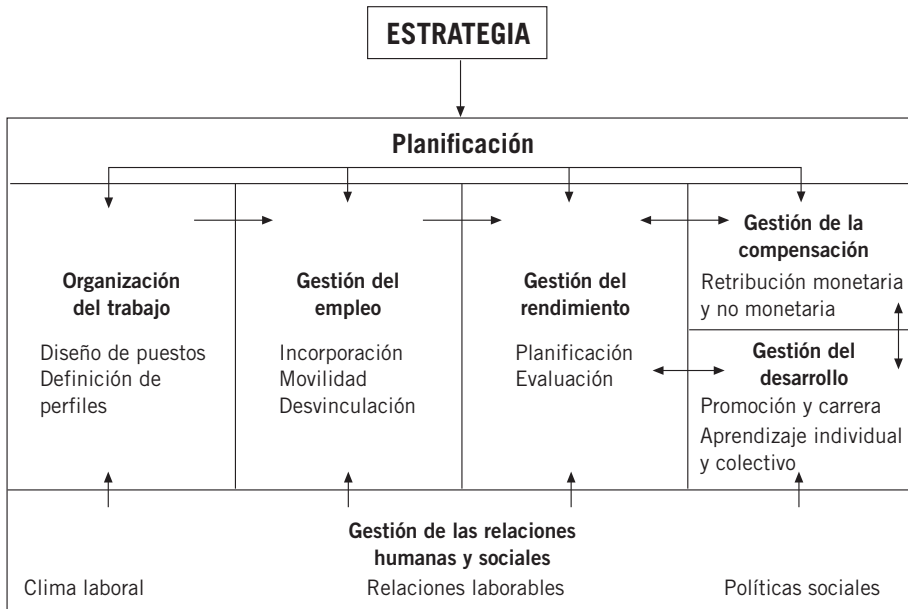 ESTRATEGIA
Planificación
Organización
del trabajo
Diseño de puestos
Definición de
perfiles
Gestión del
empleo
Incorporación
Movilidad
Desvinculación
Gestión del
rendimiento
Planificación
Evaluación
Gestión de la
compensación
Retribución monetaria
y no monetaria
Gestión del
desarrollo
Promoción y carrera
Aprendizaje individual
y colectivo
Gestión de las relaciones
humanas y sociales
Clima laboral
Relaciones laborables
Políticas sociales